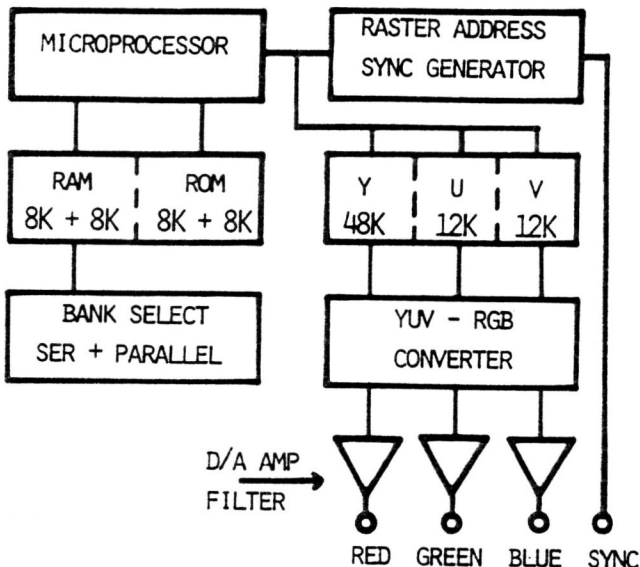 MICROPROCESSOR
RASTER ADDRESS
SYNC GENERATOR
RAM
8K + 8K
ROM
8K + 8K
Y
48K
U
12K
V
12K
BANK SELECT
SER + PARALLEL
YUV - RGB
CONVERTER
D/A AMP
FILTER
RED GREEN BLUE SYNC